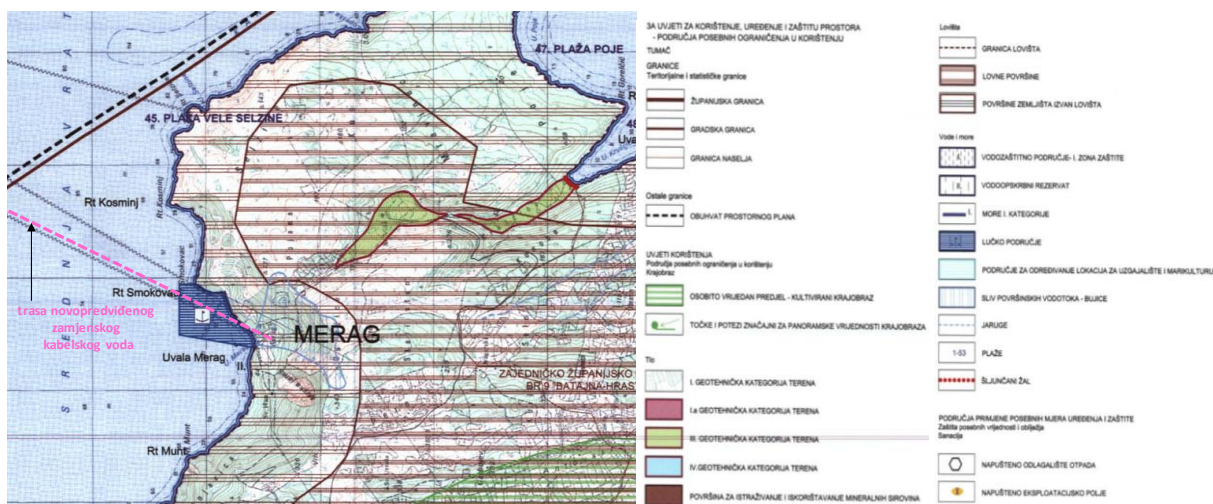 47. PLAŽA POJE
45. PLAŽA VELE SELZINE
Rt Kosminj
Rt Kosminj
Rt Smokova
trasa novopredviđenog
zamjenskog
kabelskog voda
MERAG
Uvala Merag
II.
ZAJEDNIČKO ŽUPANIJSKO
BR.9 "BATAJNA-HRAST
Rt Munt
S R E D N J A V R A T
3A UVJETI ZA KORIŠTENJE, UREĐENJE I ZAŠTITU PROSTORA
- PODRUČJA POSEBNIH OGRANIČENJA U KORIŠTENJU
TUMAČ
GRANICE
Teritorijalne i statističke granice
ŽUPANIJSKA GRANICA
GRADSKA GRANICA
GRANICA NASELJA
Ostale granice
OBUHVAT PROSTORNOG PLANA
UVJETI KORIŠTENJA
Područja posebnih ograničenja u korištenju
Krajobraz
OSOBITO VRIJEDAN PREDJEL - KULTIVIRANI KRAJOBRAZ
TOČKE I POTEZI ZNAČAJNI ZA PANORAMSKE VRIJEDNOSTI KRAJOBRAZA
Tlo
I. GEOTEHNIČKA KATEGORIJA TERENA
I.a GEOTEHNIČKA KATEGORIJA TERENA
III. GEOTEHNIČKA KATEGORIJA TERENA
IV.GEOTEHNIČKA KATEGORIJA TERENA
POVRŠINA ZA ISTRAŽIVANJE I ISKORIŠTAVANJE MINERALNIH SIROVINA
Lovišta
GRANICA LOVIŠTA
LOVNE POVRŠINE
POVRŠINE ZEMLJIŠTA IZVAN LOVIŠTA
Vode i more
VODOZAŠTITNO PODRUČJE- I. ZONA ZAŠTITE
II.
VODOOPSKRBNI REZERVAT
I.
MORE I. KATEGORIJE
LUČKO PODRUČJE
PODRUČJE ZA ODREĐIVANJE LOKACIJA ZA UZGAJALIŠTE I MARIKULTURU
SLIV POVRŠINSKIH VODOTOKA - BUJICE
JARUGE
1-53
PLAŽE
ŠLJUNČANI ŽAL
PODRUČJA PRIMJENE POSEBNIH MJERA UREĐENJA I ZAŠTITE
Zaštita posebnih vrijednosti i obilježja
Sanacija
NAPUŠTENO ODLAGALIŠTE OTPADA
NAPUŠTENO EKSPLOATACIJSKO POLJE